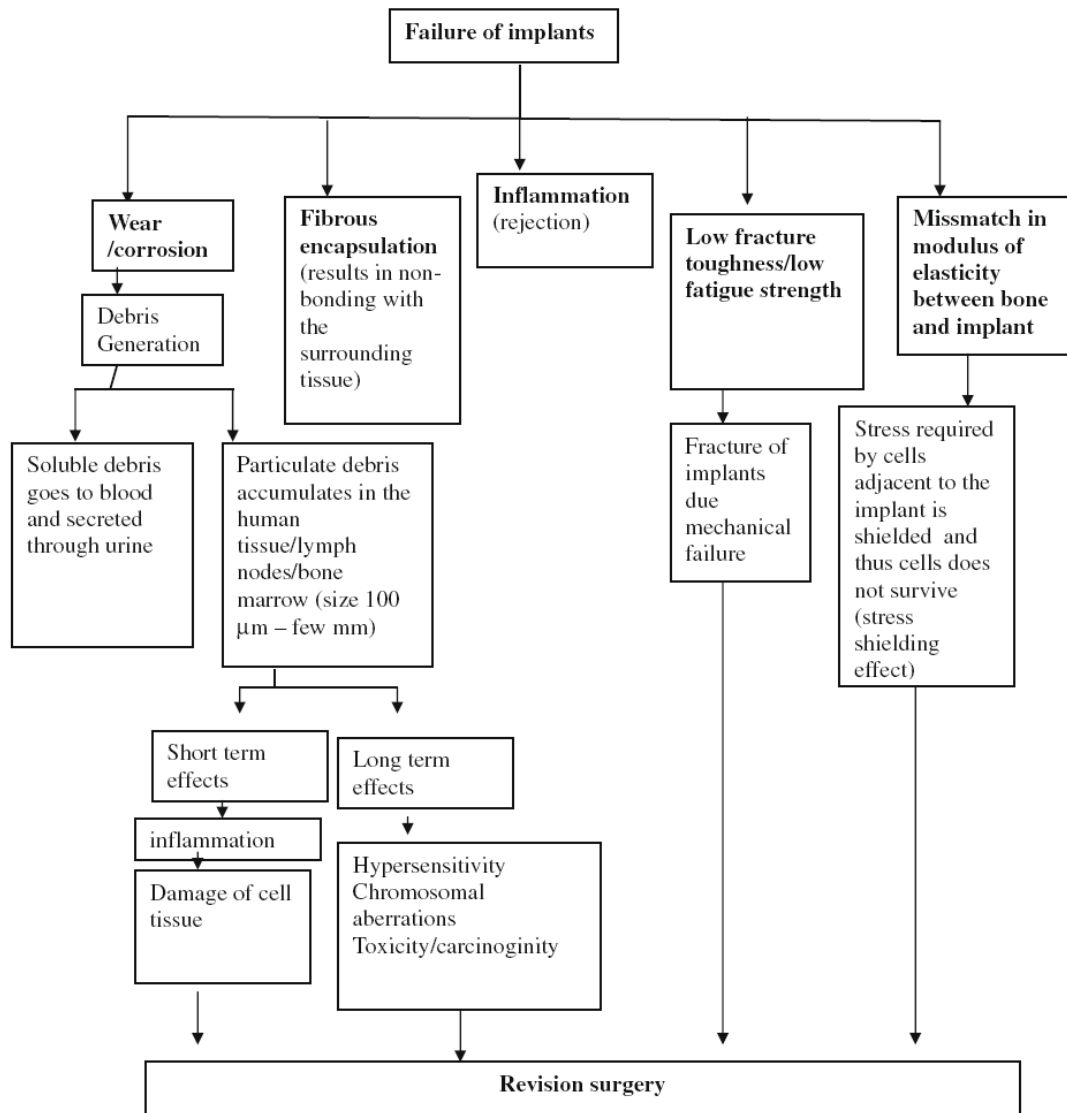 Failure of implants
Wear
/corrosion
Fibrous
encapsulation
(results in non-
bonding with
the
surrounding
tissue)
Inflammation
(rejection)
Low fracture
toughness/low
fatigue strength
Missmatch in
modulus of
elasticity
between bone
and implant
Debris
Generation
Soluble debris
goes to blood
and secreted
through urine
Particulate debris
accumulates in the
human
tissue/lymph
nodes/bone
marrow (size 100
μm – few mm)
Fracture of
implants
due
mechanical
failure
Stress required
by cells
adjacent to the
implant is
shielded and
thus cells does
not survive
(stress
shielding
effect)
Short term
effects
Long term
effects
inflammation
Damage of cell
tissue
Hypersensitivity
Chromosomal
aberrations
Toxicity/carcinoginity
Revision surgery